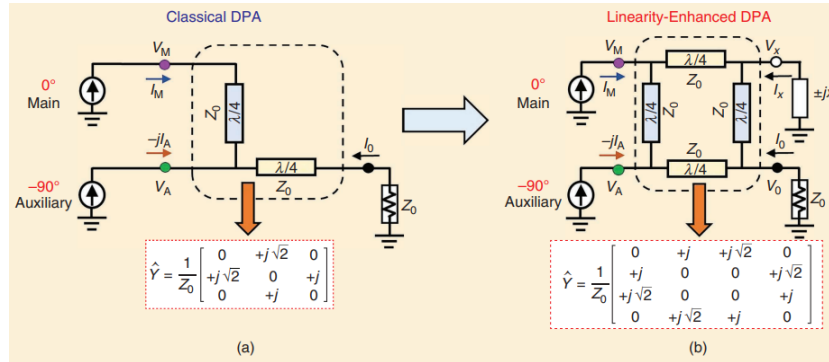 Classical DPA
Linearity-Enhanced DPA
V_M
I_M
0°
Main
Z_0
λ/4
–jI_A
–90°
Auxiliary
V_A
λ/4
Z_0
I_0
Z_0
Ŷ = 1/Z_0 [0 +j√2 0
+j√2 0 +j
0 +j 0]
(a)
V_M
I_M
0°
Main
λ/4
Z_0
V_x
I_x
Z_0
λ/4
λ/4
Z_0
–jI_A
–90°
Auxiliary
V_A
Z_0
λ/4
I_0
V_0
Z_0
Ŷ = 1/Z_0 [0 +j +j√2 0
+j 0 0 +j√2
+j√2 0 0 +j
0 +j√2 +j 0]
(b)